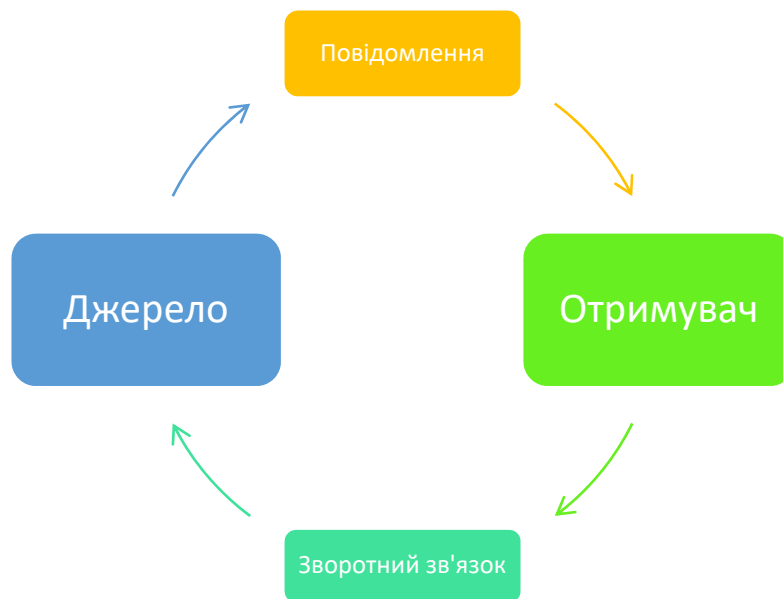 Повідомлення
Джерело
Отримувач
Зворотний зв'язок